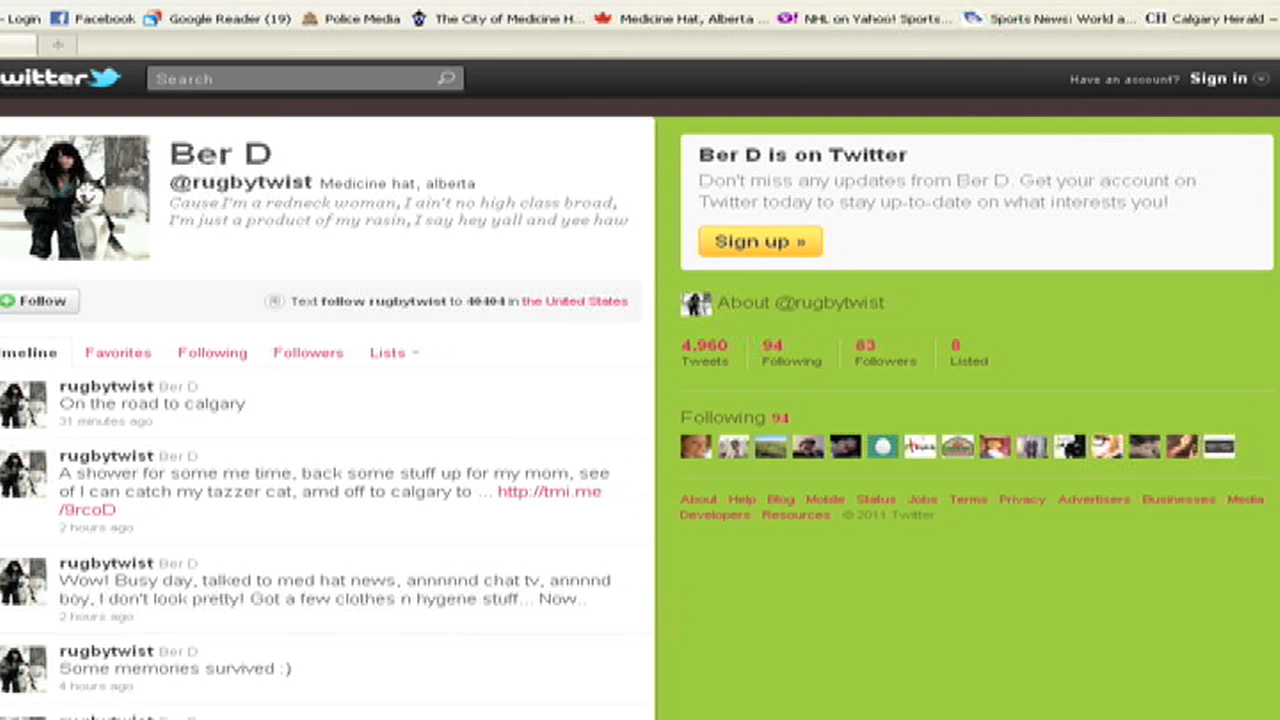 - Login Facebook Google Reader (19) Police Media The City of Medicine H... Medicine Hat, Alberta ... NHL on Yahoo! Sports... Sports News: World a... CH Calgary Herald –
witter Search Have an account? Sign in
Ber D
@rugbytwist Medicine hat, alberta
Cause I'm a redneck woman, I ain't no high class broad,
I'm just a product of my rasin, I say hey yall and yee haw
Follow Text follow rugbytwist to 40404 in the United States
meline Favorites Following Followers Lists
rugbytwist Ber D
On the road to calgary
31 minutes ago
rugbytwist Ber D
A shower for some me time, back some stuff up for my mom, see
of I can catch my tazzer cat, amd off to calgary to ... http://tmi.me
/9rcoD
2 hours ago
rugbytwist Ber D
Wow! Busy day, talked to med hat news, annnnnd chat tv, annnnd
boy, I don't look pretty! Got a few clothes n hygene stuff... Now..
2 hours ago
rugbytwist Ber D
Some memories survived :)
4 hours ago
rugbytwist Ber D
Ber D is on Twitter
Don't miss any updates from Ber D. Get your account on
Twitter today to stay up-to-date on what interests you!
Sign up »
About @rugbytwist
4,960 94 83 8
Tweets Following Followers Listed
Following 94
About Help Blog Mobile Status Jobs Terms Privacy Advertisers Businesses Media
Developers Resources © 2011 Twitter